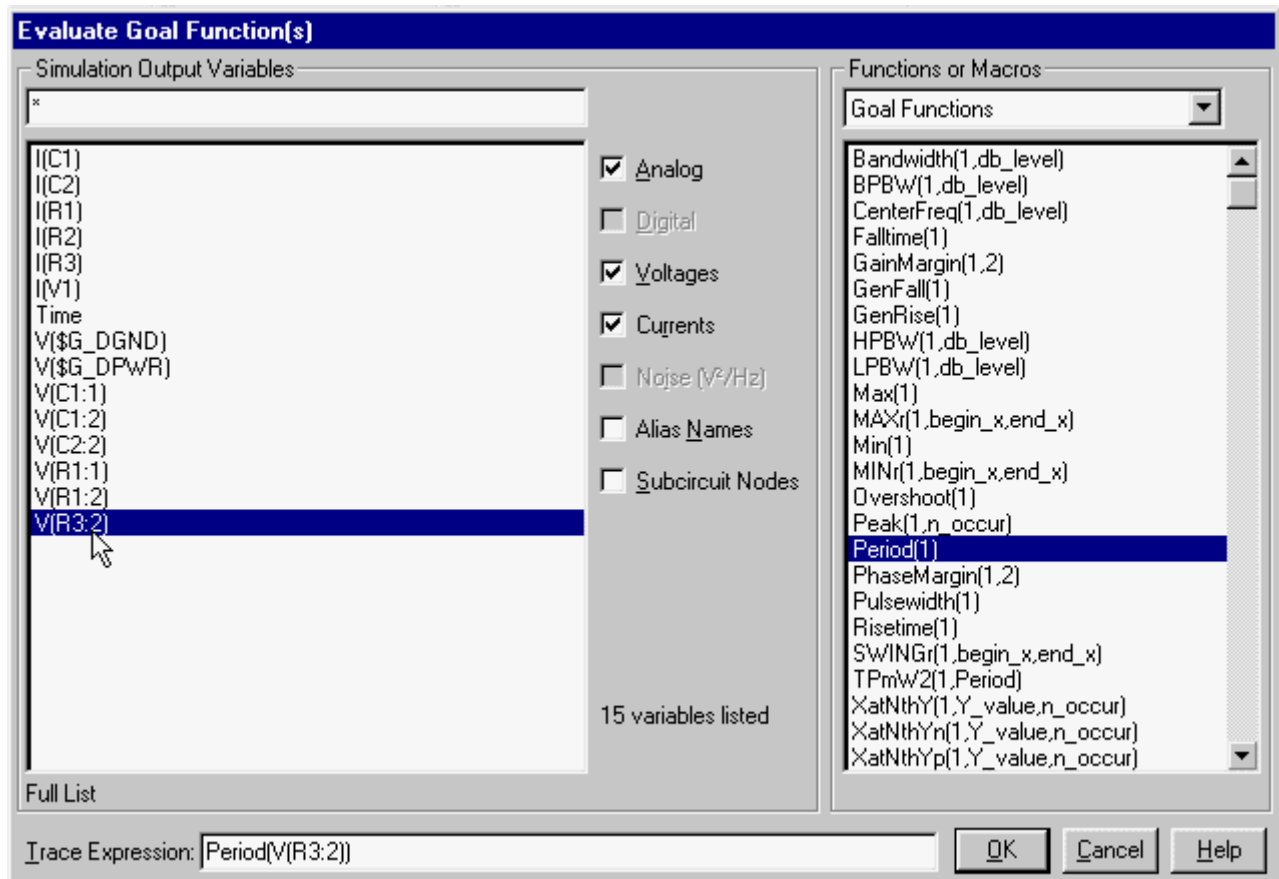 Evaluate Goal Function(s)
Simulation Output Variables
*
I(C1)
I(C2)
I(R1)
I(R2)
I(R3)
I(V1)
Time
V($G_DGND)
V($G_DPWR)
V(C1:1)
V(C1:2)
V(C2:2)
V(R1:1)
V(R1:2)
V(R3:2)
Full List
Analog
Digital
Voltages
Currents
Noise (V²/Hz)
Alias Names
Subcircuit Nodes
15 variables listed
Functions or Macros
Goal Functions
Bandwidth(1,db_level)
BPBW(1,db_level)
CenterFreq(1,db_level)
Falltime(1)
GainMargin(1,2)
GenFall(1)
GenRise(1)
HPBW(1,db_level)
LPBW(1,db_level)
Max(1)
MAXr(1,begin_x,end_x)
Min(1)
MINr(1,begin_x,end_x)
Overshoot(1)
Peak(1,n_occur)
Period(1)
PhaseMargin(1,2)
Pulsewidth(1)
Risetime(1)
SWINGr(1,begin_x,end_x)
TPmW2(1,Period)
XatNthY(1,Y_value,n_occur)
XatNthYn(1,Y_value,n_occur)
XatNthYp(1,Y_value,n_occur)
Trace Expression: Period(V(R3:2))
OK
Cancel
Help